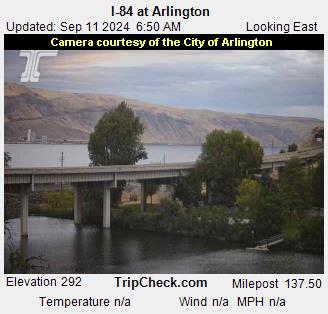 I-84 at Arlington
Updated: Sep 11 2024 6:50 AM Looking East
Camera courtesy of the City of Arlington
Elevation 292 TripCheck.com Milepost 137.50
Temperature n/a Wind n/a MPH n/a